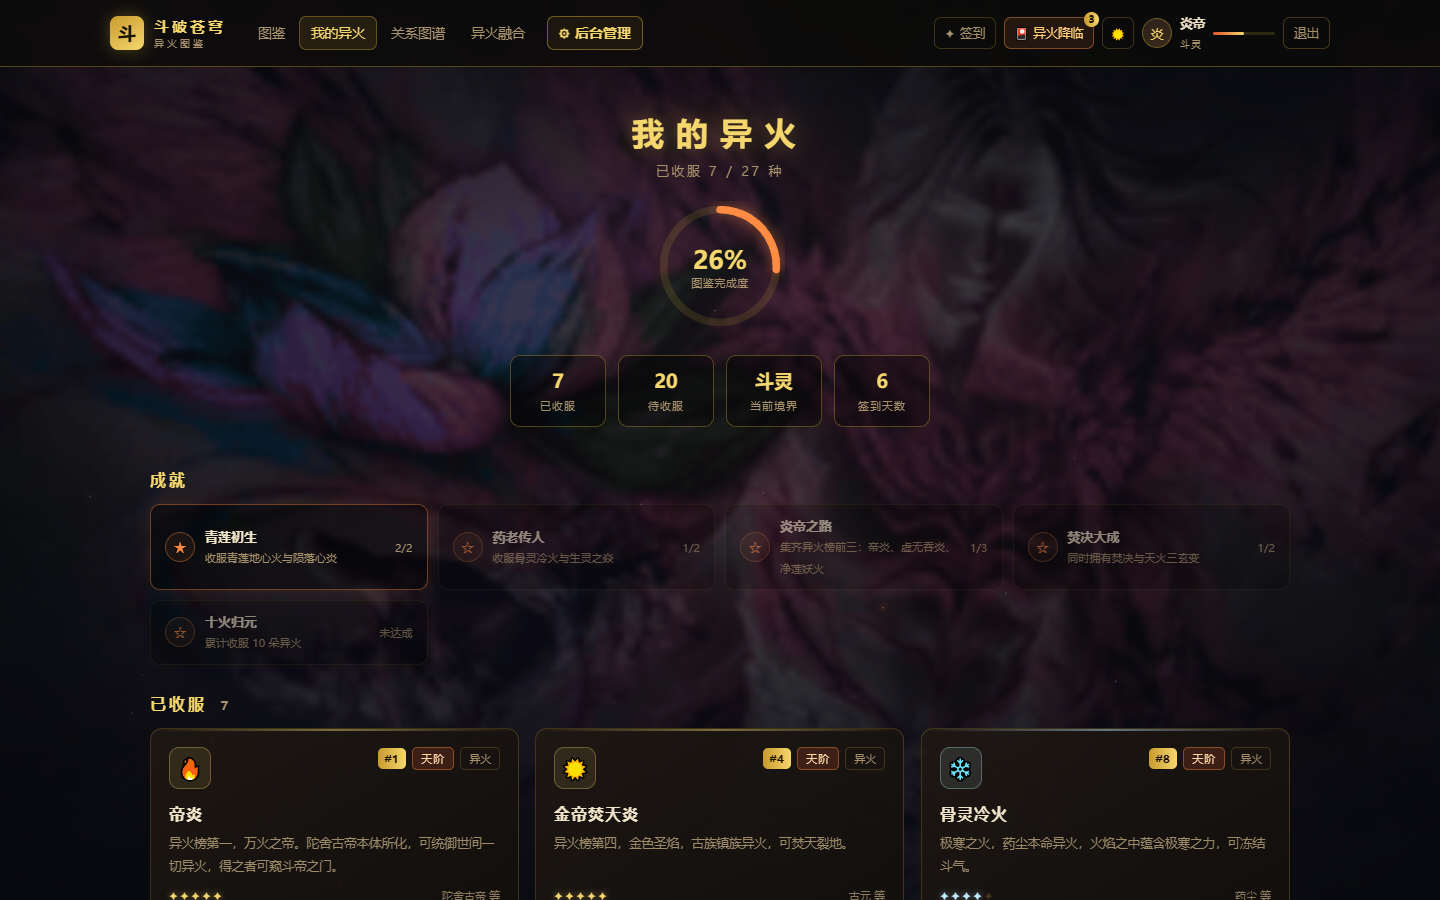 斗 斗破苍穹
异火图鉴
图鉴 我的异火 关系图谱 异火融合 后台管理
签到 异火降临 3 炎 炎帝
斗灵
退出
我的异火
已收服 7 / 27 种
26%
图鉴完成度
7 20 斗灵 6
已收服 待收服 当前境界 签到天数
成就
青莲初生
收服青莲地心火与陨落心炎
2/2
药老传人
收服骨灵冷火与生灵之焱
1/2
炎帝之路
集齐异火榜前三：帝炎、虚无吞炎、
净莲妖火
1/3
焚决大成
同时拥有焚决与天火三玄变
1/2
十火归元
累计收服 10 朵异火
未达成
已收服 7
#1 天阶 异火
帝炎
异火榜第一，万火之帝。陀舍古帝本体所化，可统御世间一
切异火，得之者可窥斗帝之门。
陀舍古帝 等
#4 天阶 异火
金帝焚天炎
异火榜第四，金色圣焰，古族镇族异火，可焚天裂地。
古元 等
#8 天阶 异火
骨灵冷火
极寒之火，药尘本命异火，火焰之中蕴含极寒之力，可冻结
斗气。
药尘 等